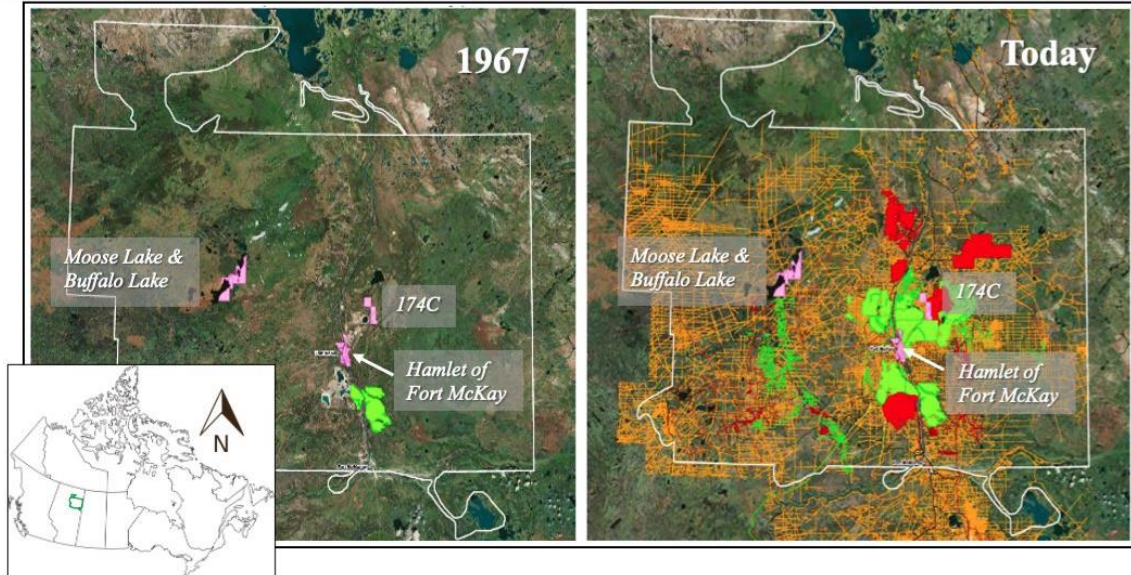 1967
Moose Lake &
Buffalo Lake
174C
Hamlet of
Fort McKay
N
Today
Moose Lake &
Buffalo Lake
174C
Hamlet of
Fort McKay